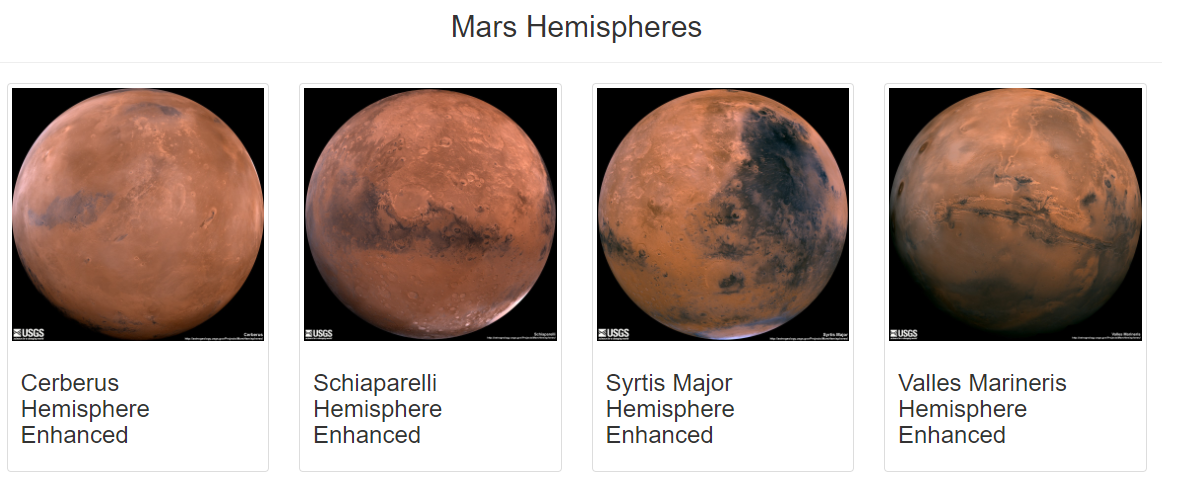 Mars Hemispheres
USGS
Cerberus
USGS
Schiaparelli
USGS
Syrtis Major
USGS
Valles Marineris
Cerberus
Hemisphere
Enhanced
Schiaparelli
Hemisphere
Enhanced
Syrtis Major
Hemisphere
Enhanced
Valles Marineris
Hemisphere
Enhanced